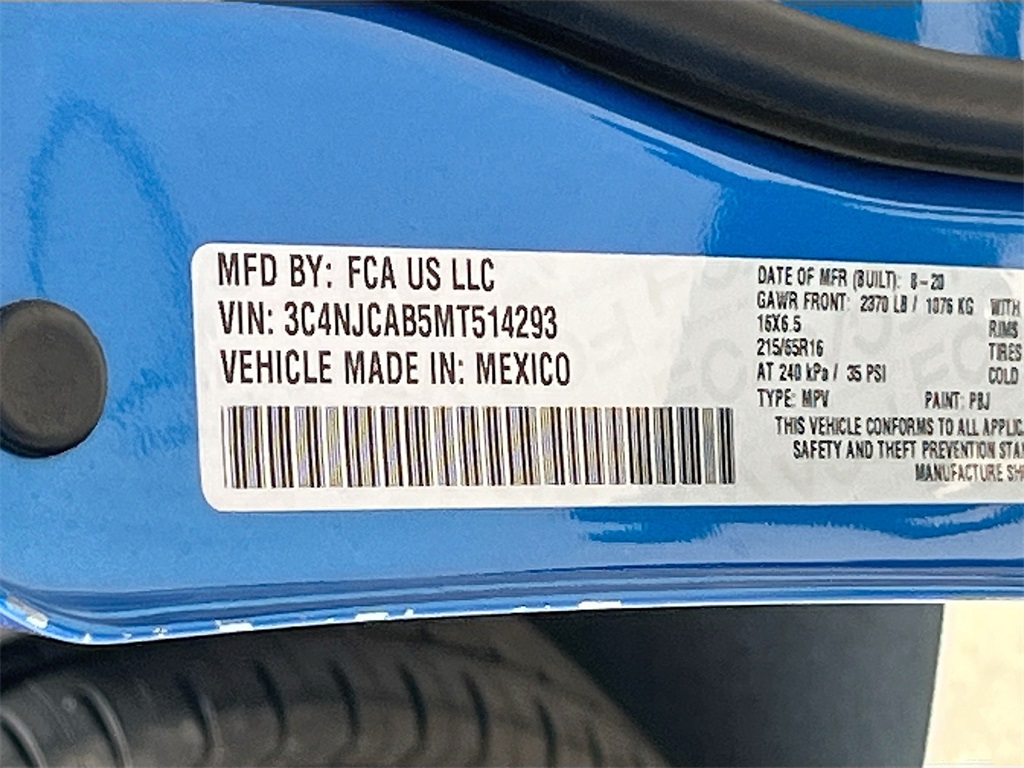 MFD BY: FCA US LLC
VIN: 3C4NJCAB5MT514293
VEHICLE MADE IN: MEXICO
DATE OF MFR (BUILT): 8-20
GAWR FRONT: 2370 LB / 1076 KG WITH
16X6.5 RIMS
215/65R16 TIRES
AT 240 kPa / 35 PSI COLD
TYPE: MPV PAINT: PBJ
THIS VEHICLE CONFORMS TO ALL APPLICA
SAFETY AND THEFT PREVENTION STAN
MANUFACTURE SH